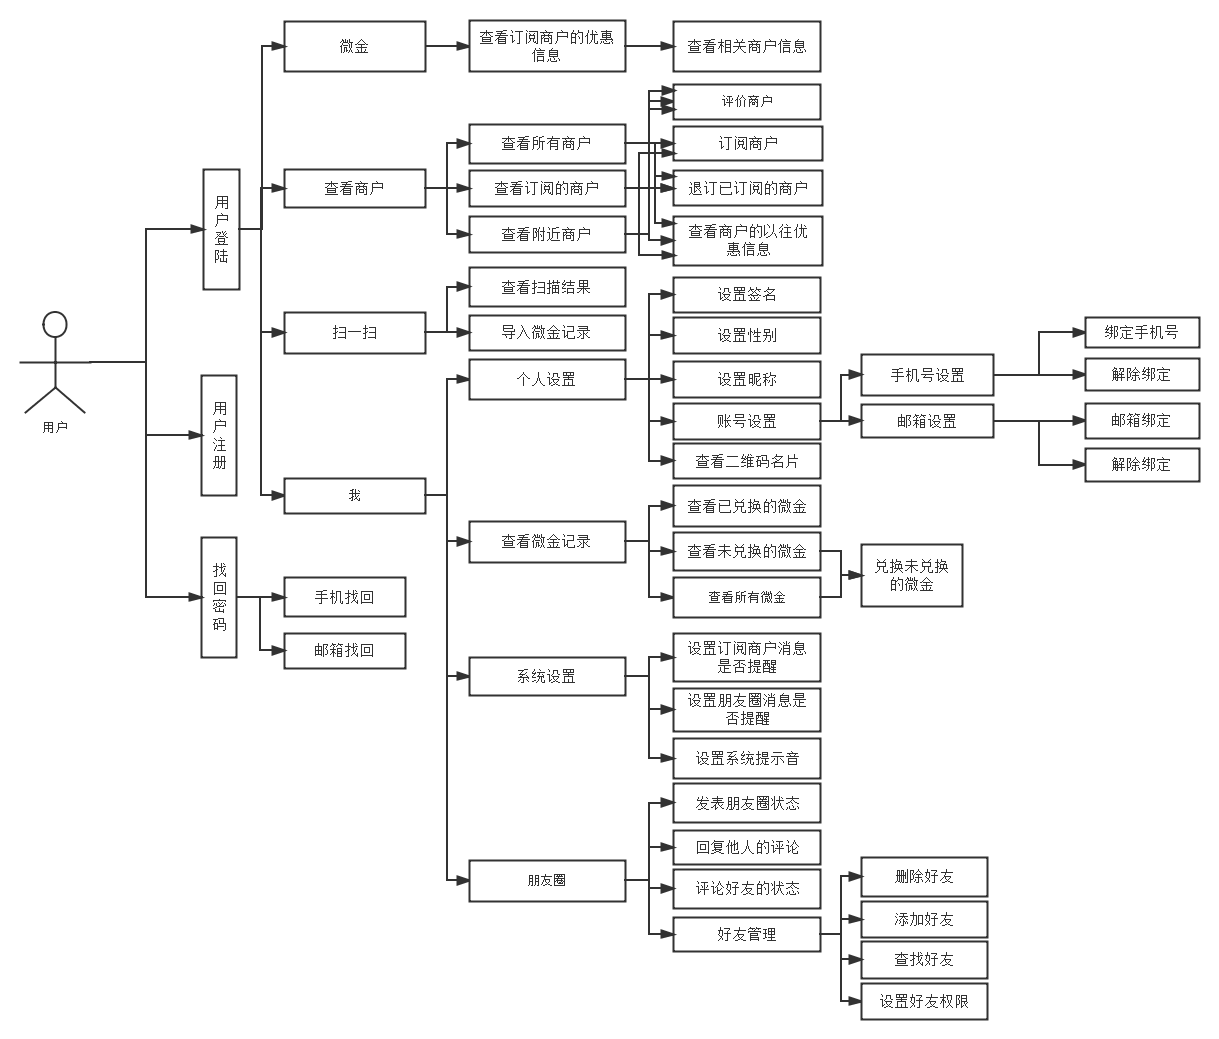 微金
查看订阅商户的优惠
信息
查看相关商户信息
评价商户
查看所有商户
订阅商户
用
户
登
陆
查看商户
查看订阅的商户
退订已订阅的商户
查看附近商户
查看商户的以往优
惠信息
查看扫描结果
设置签名
扫一扫
导入微金记录
设置性别
绑定手机号
个人设置
设置昵称
手机号设置
解除绑定
用户
用
户
注
册
账号设置
邮箱设置
邮箱绑定
查看二维码名片
解除绑定
我
查看已兑换的微金
查看微金记录
查看未兑换的微金
兑换未兑换
的微金
找
回
密
码
手机找回
查看所有微金
邮箱找回
设置订阅商户消息
是否提醒
系统设置
设置朋友圈消息是
否提醒
设置系统提示音
发表朋友圈状态
回复他人的评论
朋友圈
评论好友的状态
删除好友
好友管理
添加好友
查找好友
设置好友权限